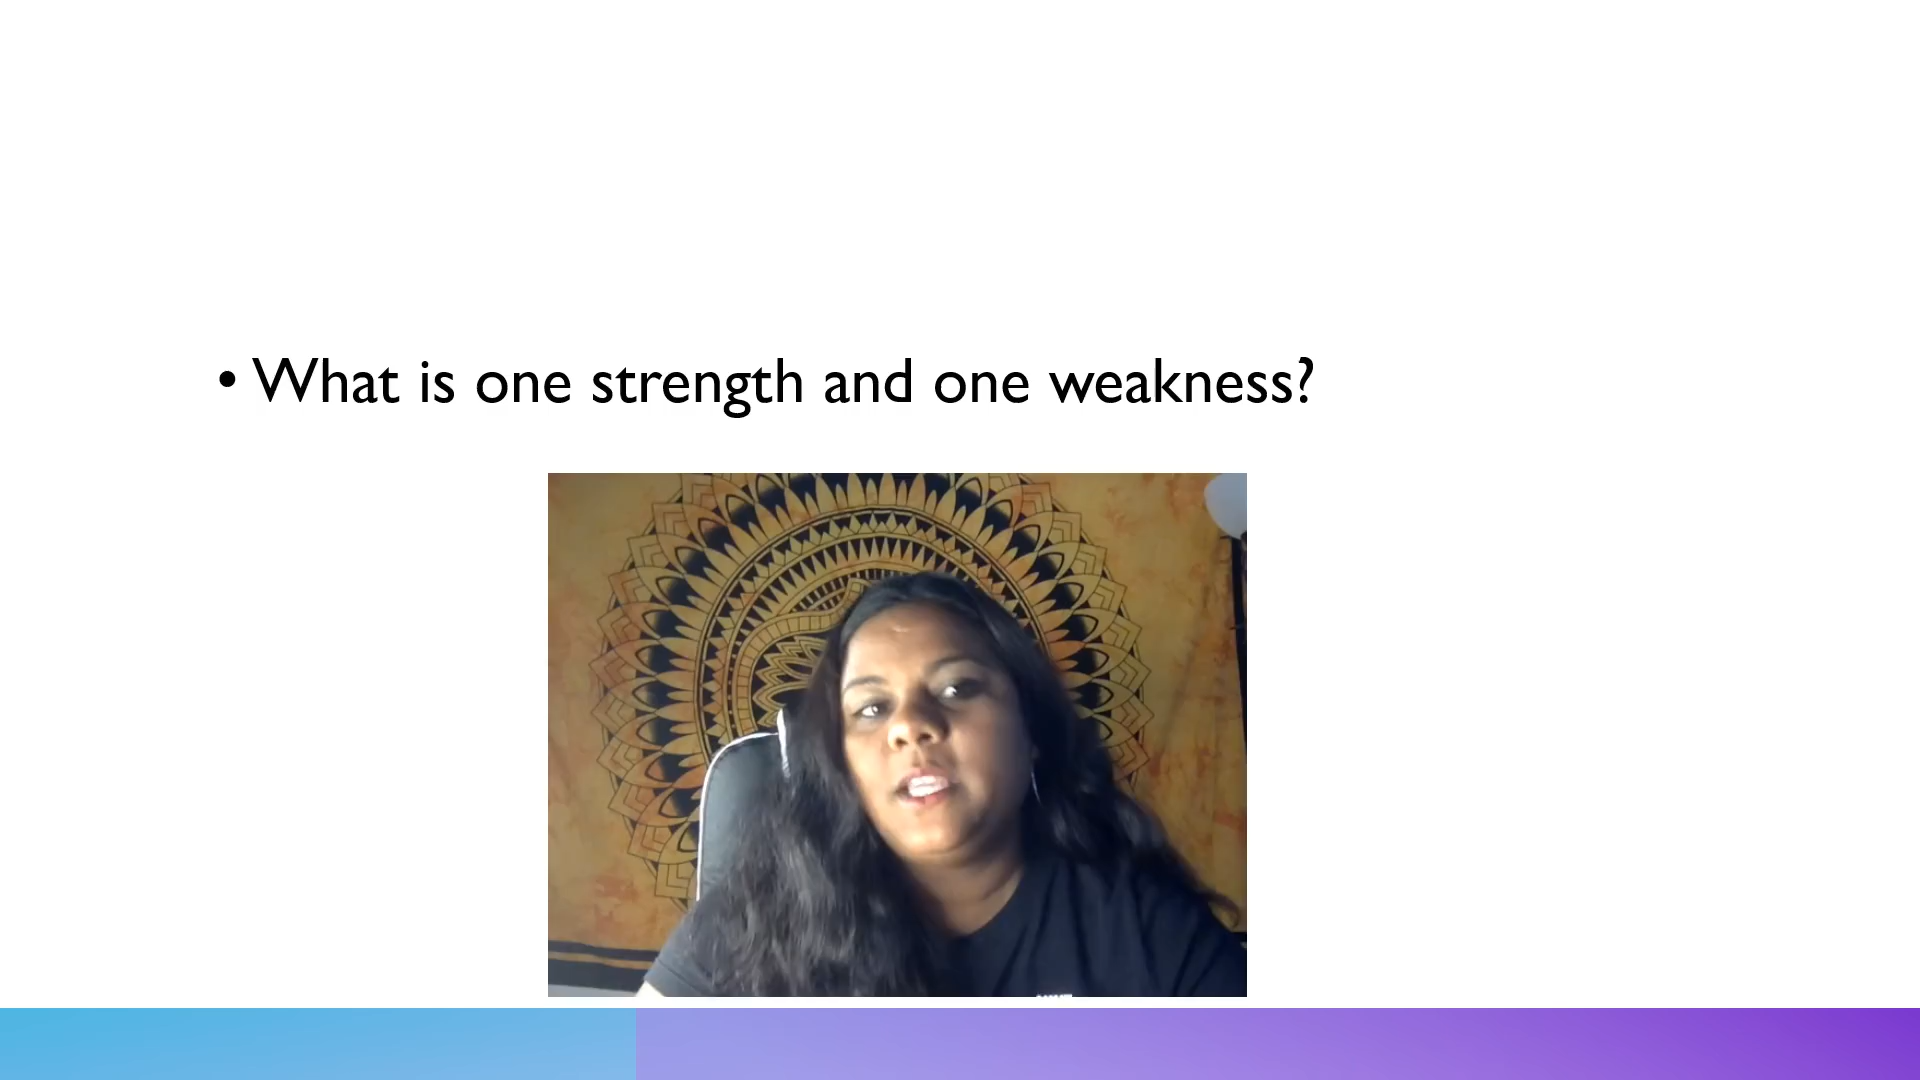 • What is one strength and one weakness?